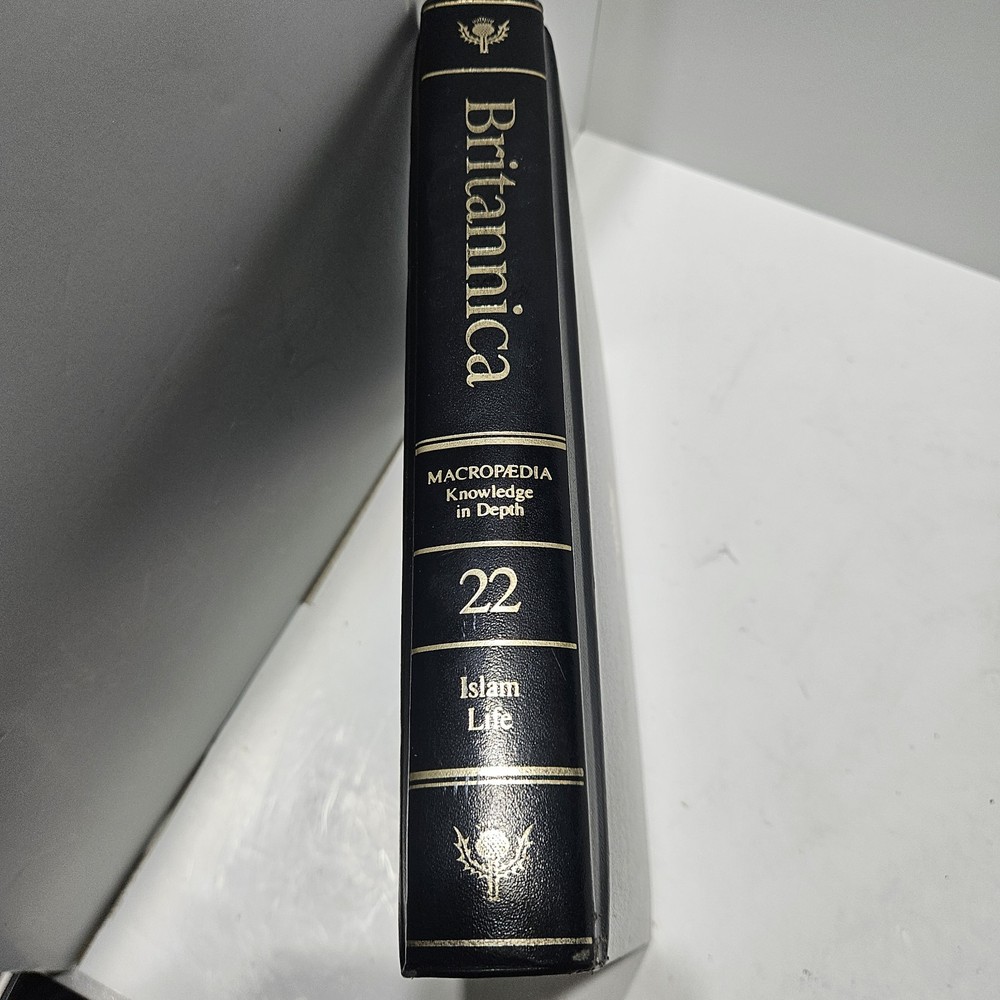 Britannica
MACROPÆDIA
Knowledge
in Depth
22
Islam
Life